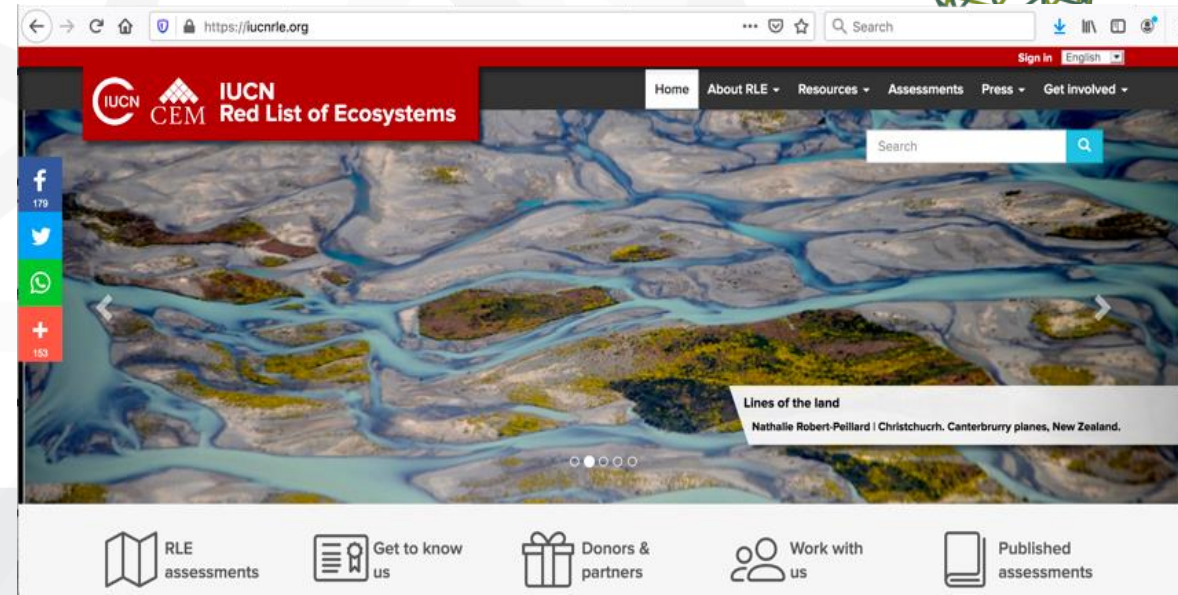 https://iucnrle.org
Search
Sign in English
IUCN
CEM
IUCN
Red List of Ecosystems
Home About RLE Resources Assessments Press Get involved
Search
f
179
153
Lines of the land
Nathalie Robert-Peillard | Christchucrh. Canterbrurry planes, New Zealand.
RLE
assessments
Get to know
us
Donors &
partners
Work with
us
Published
assessments